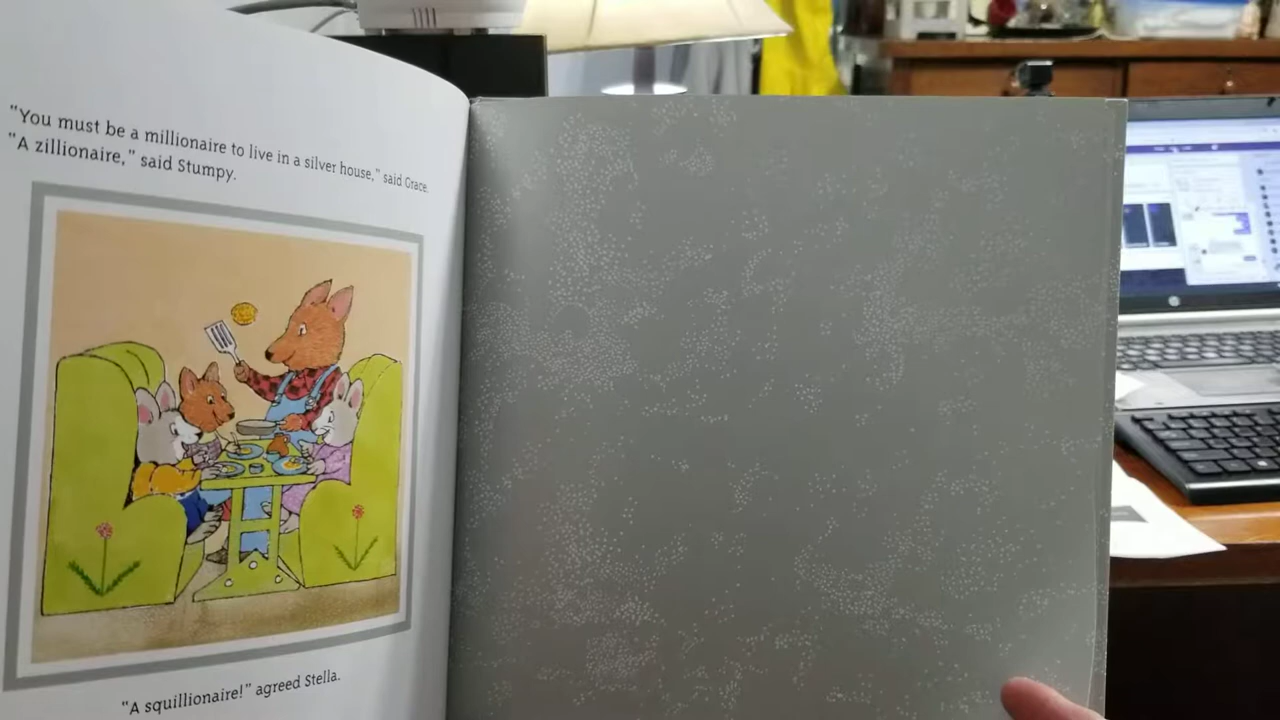 "You must be a millionaire to live in a silver house," said Grace.
"A zillionaire," said Stumpy.
"A squillionaire!" agreed Stella.